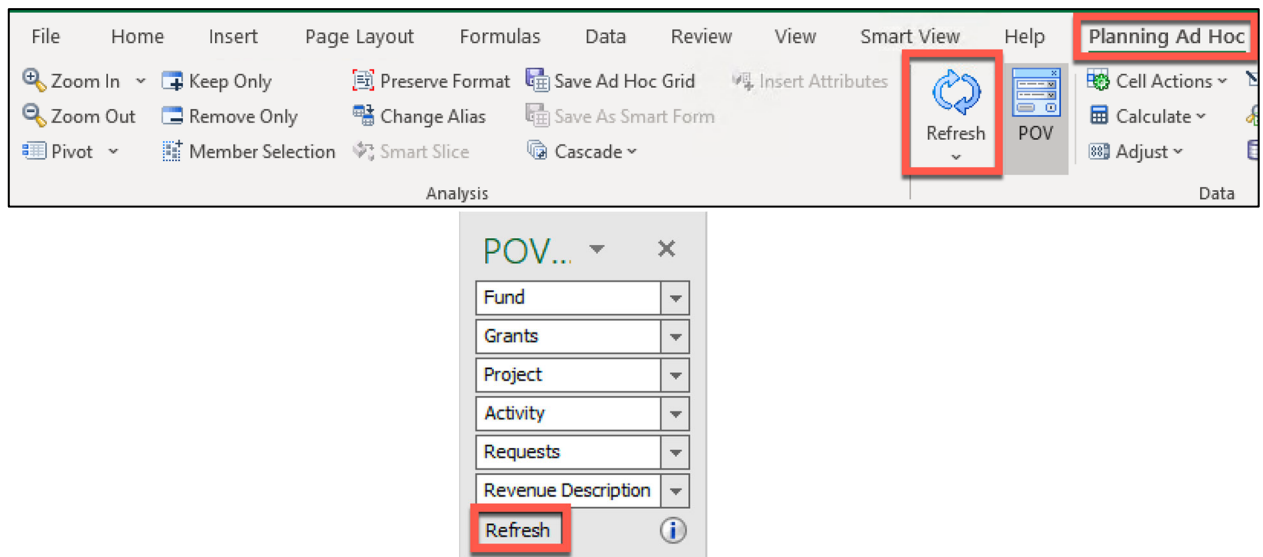 File Home Insert Page Layout Formulas Data Review View Smart View Help Planning Ad Hoc
Zoom In Keep Only Preserve Format Save Ad Hoc Grid Insert Attributes Cell Actions
Zoom Out Remove Only Change Alias Save As Smart Form Refresh POV Calculate
Pivot Member Selection Smart Slice Cascade Adjust
Analysis Data
POV...
Fund
Grants
Project
Activity
Requests
Revenue Description
Refresh